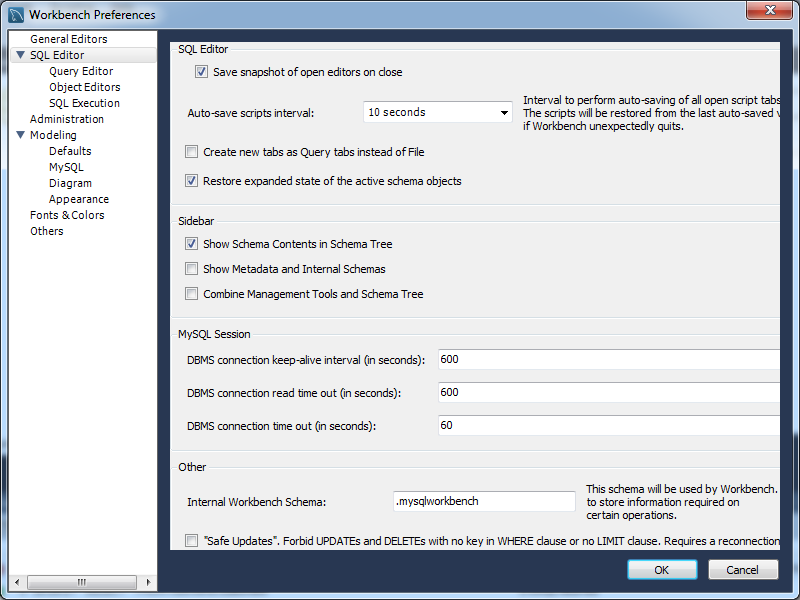 Workbench Preferences
General Editors
SQL Editor
Query Editor
Object Editors
SQL Execution
Administration
Modeling
Defaults
MySQL
Diagram
Appearance
Fonts & Colors
Others
SQL Editor
Save snapshot of open editors on close
Auto-save scripts interval:
10 seconds
Interval to perform auto-saving of all open script tabs
The scripts will be restored from the last auto-saved v
if Workbench unexpectedly quits.
Create new tabs as Query tabs instead of File
Restore expanded state of the active schema objects
Sidebar
Show Schema Contents in Schema Tree
Show Metadata and Internal Schemas
Combine Management Tools and Schema Tree
MySQL Session
DBMS connection keep-alive interval (in seconds):
600
DBMS connection read time out (in seconds):
600
DBMS connection time out (in seconds):
60
Other
Internal Workbench Schema:
.mysqlworkbench
This schema will be used by Workbench.
to store information required on
certain operations.
"Safe Updates". Forbid UPDATEs and DELETEs with no key in WHERE clause or no LIMIT clause. Requires a reconnection
OK
Cancel